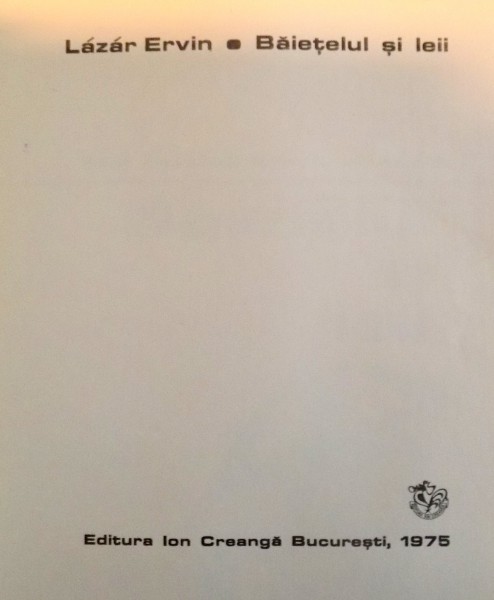 Lázár Ervin • Băiețelul și leii
Editura Ion Creangă București, 1975